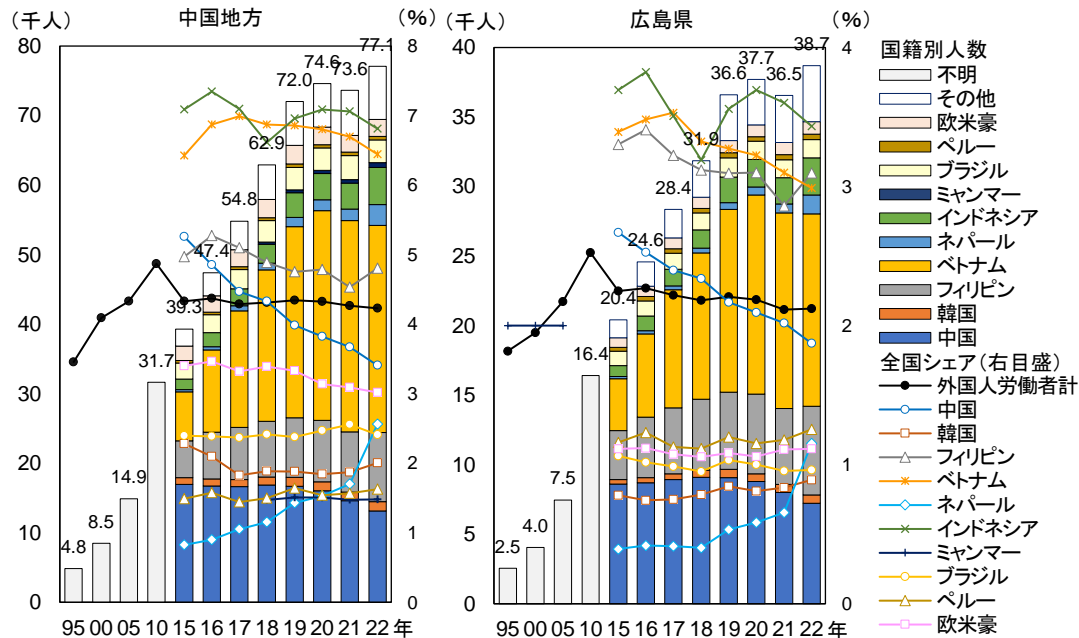 (千人)
中国地方
(%)
80
70
60
50
40
30
20
10
0
8
7
6
5
4
3
2
1
0
4.8
8.5
14.9
31.7
39.3
47.4
54.8
62.9
72.0
74.6
73.6
77.1
95 00 05 10 15 16 17 18 19 20 21 22 年
(千人)
広島県
(%)
40
35
30
25
20
15
10
5
0
4
3
2
1
0
2.5
4.0
7.5
16.4
20.4
24.6
28.4
31.9
36.6
37.7
36.5
38.7
95 00 05 10 15 16 17 18 19 20 21 22 年
国籍別人数
不明
その他
欧米豪
ペルー
ブラジル
ミャンマー
インドネシア
ネパール
ベトナム
フィリピン
韓国
中国
全国シェア(右目盛)
外国人労働者計
中国
韓国
フィリピン
ベトナム
ネパール
インドネシア
ミャンマー
ブラジル
ペルー
欧米豪